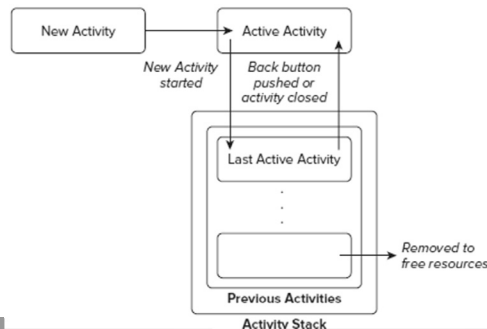 New Activity
Active Activity
New Activity
started
Back button
pushed or
activity closed
Last Active Activity
Removed to
free resources
Previous Activities
Activity Stack